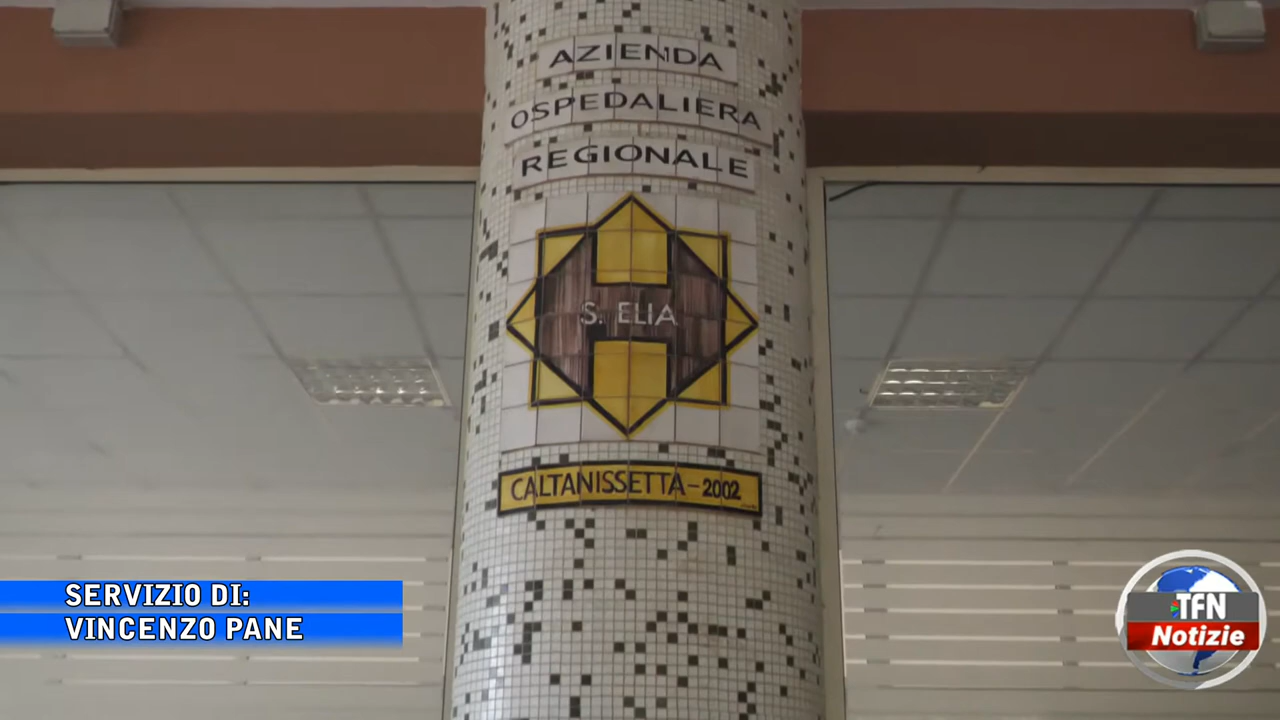 AZIENDA
OSPEDALIERA
REGIONALE
S. ELIA
CALTANISSETTA - 2002
SERVIZIO DI:
VINCENZO PANE
TFN
Notizie